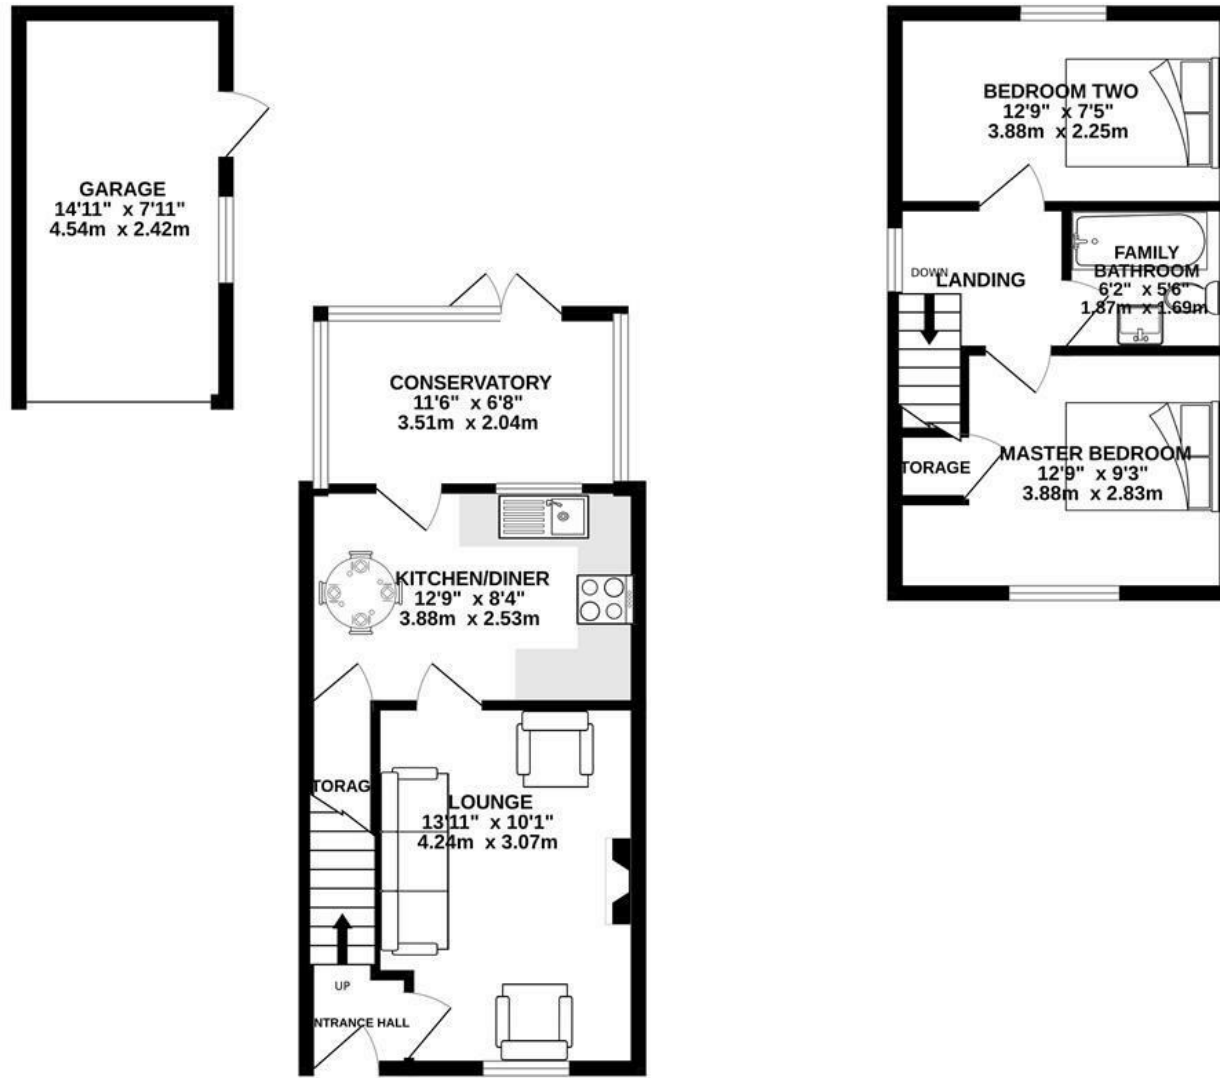 GARAGE
14'11" x 7'11"
4.54m x 2.42m
CONSERVATORY
11'6" x 6'8"
3.51m x 2.04m
KITCHEN/DINER
12'9" x 8'4"
3.88m x 2.53m
TORAG
LOUNGE
13'11" x 10'1"
4.24m x 3.07m
UP
NTRANCE HALL
BEDROOM TWO
12'9" x 7'5"
3.88m x 2.25m
DOWN
LANDING
FAMILY
BATHROOM
6'2" x 5'6"
1.87m x 1.69m
TORAGE
MASTER BEDROOM
12'9" x 9'3"
3.88m x 2.83m